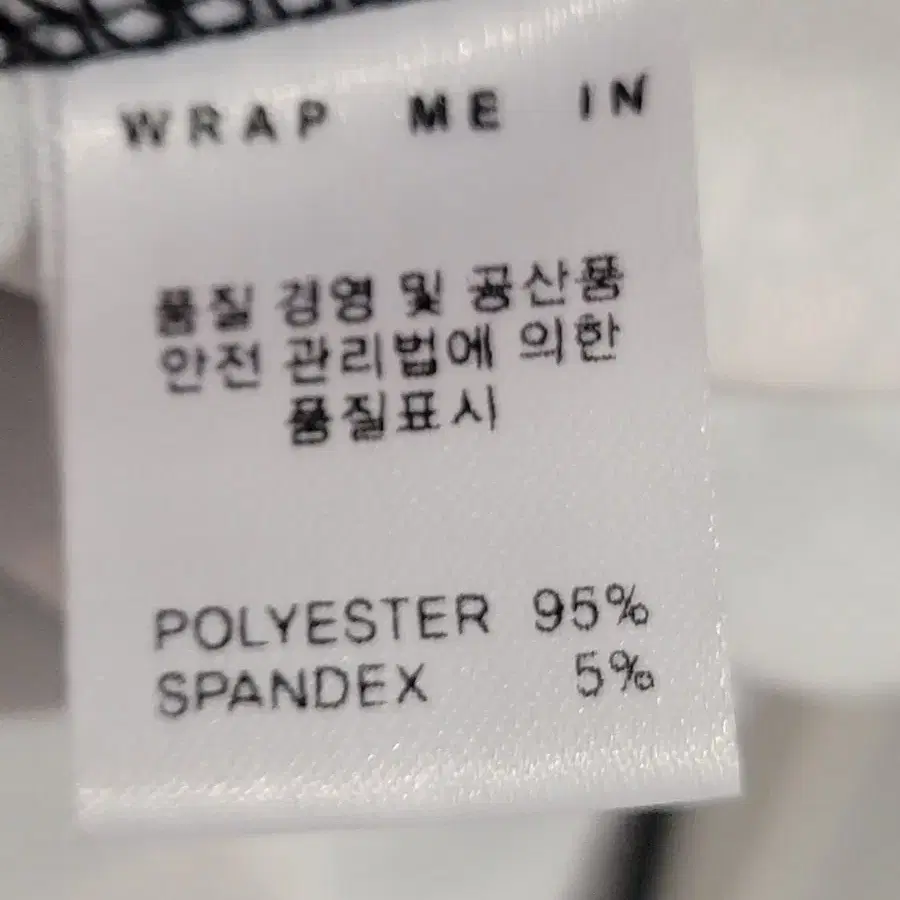 WRAP ME IN
품질 경영 및 공산품
안전 관리법에 의한
품질표시
POLYESTER 95%
SPANDEX 5%